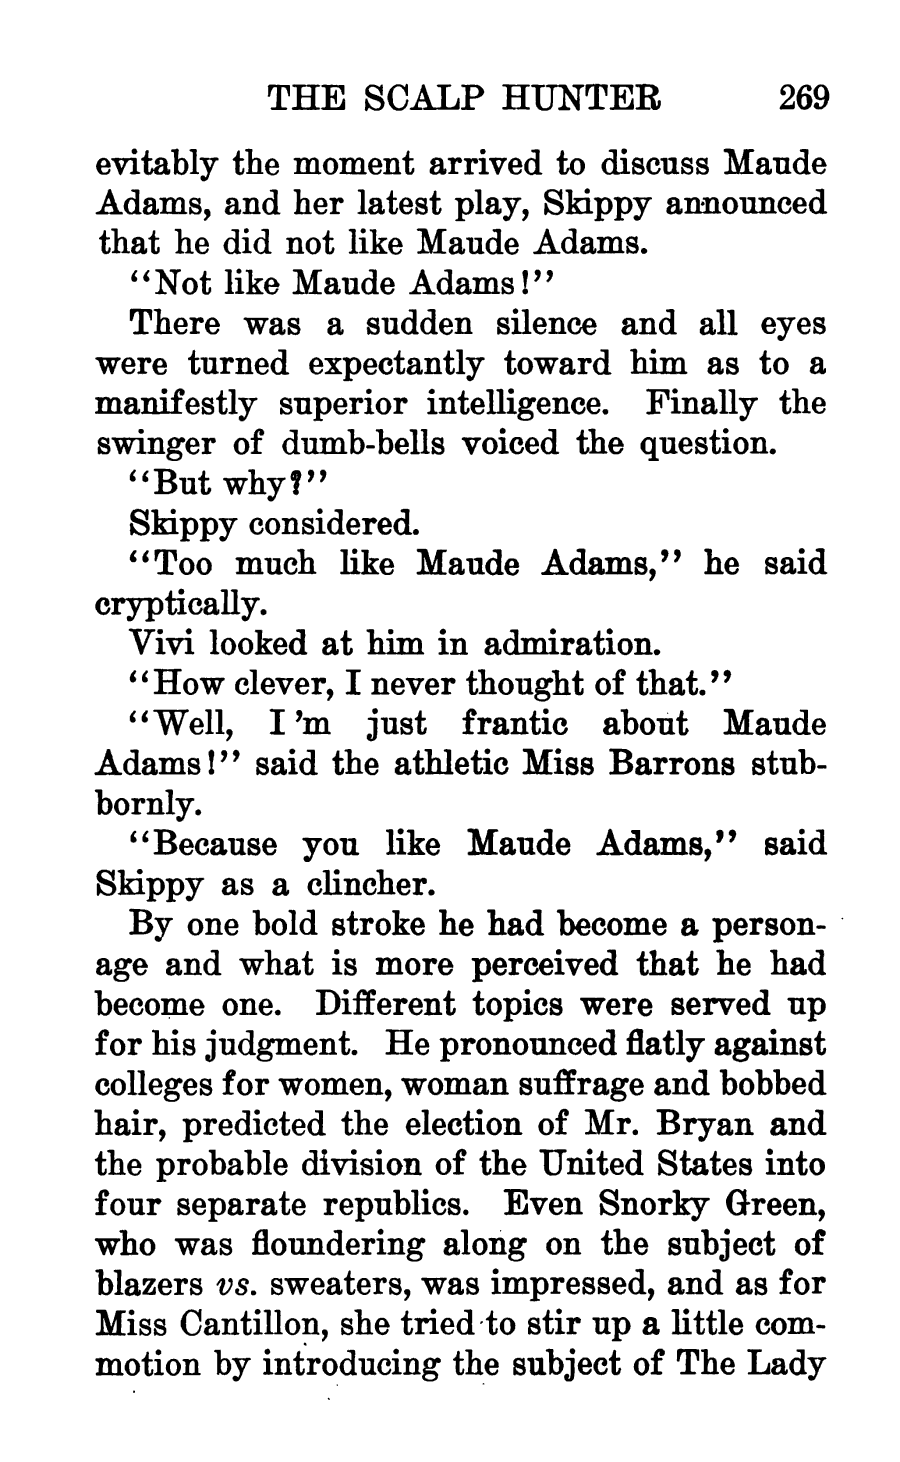 THE SCALP HUNTER 269
evitably the moment arrived to discuss Maude
Adams, and her latest play, Skippy announced
that he did not like Maude Adams.
“Not like Maude Adams!”
There was a sudden silence and all eyes
were turned expectantly toward him as to a
manifestly superior intelligence. Finally the
swinger of dumb-bells voiced the question.
“But why?”
Skippy considered.
“Too much like Maude Adams,” he said
cryptically.
Vivi looked at him in admiration.
“How clever, I never thought of that.”
“Well, I’m just frantic about Maude
Adams!” said the athletic Miss Barrons stub-
bornly.
“Because you like Maude Adams,” said
Skippy as a clincher.
By one bold stroke he had become a person-
age and what is more perceived that he had
become one. Different topics were served up
for his judgment. He pronounced flatly against
colleges for women, woman suffrage and bobbed
hair, predicted the election of Mr. Bryan and
the probable division of the United States into
four separate republics. Even Snorky Green,
who was floundering along on the subject of
blazers vs. sweaters, was impressed, and as for
Miss Cantillon, she tried to stir up a little com-
motion by introducing the subject of The Lady